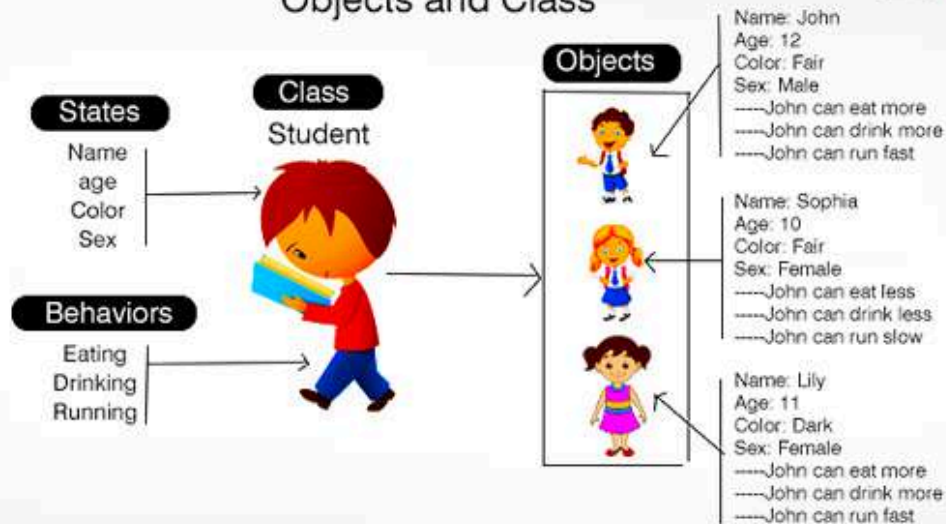 Objects and Class
States
Name
age
Color
Sex
Behaviors
Eating
Drinking
Running
Class
Student
Objects
Name: John
Age: 12
Color: Fair
Sex: Male
-----John can eat more
-----John can drink more
-----John can run fast
Name: Sophia
Age: 10
Color: Fair
Sex: Female
-----John can eat less
-----John can drink less
-----John can run slow
Name: Lily
Age: 11
Color: Dark
Sex: Female
-----John can eat more
-----John can drink more
-----John can run fast